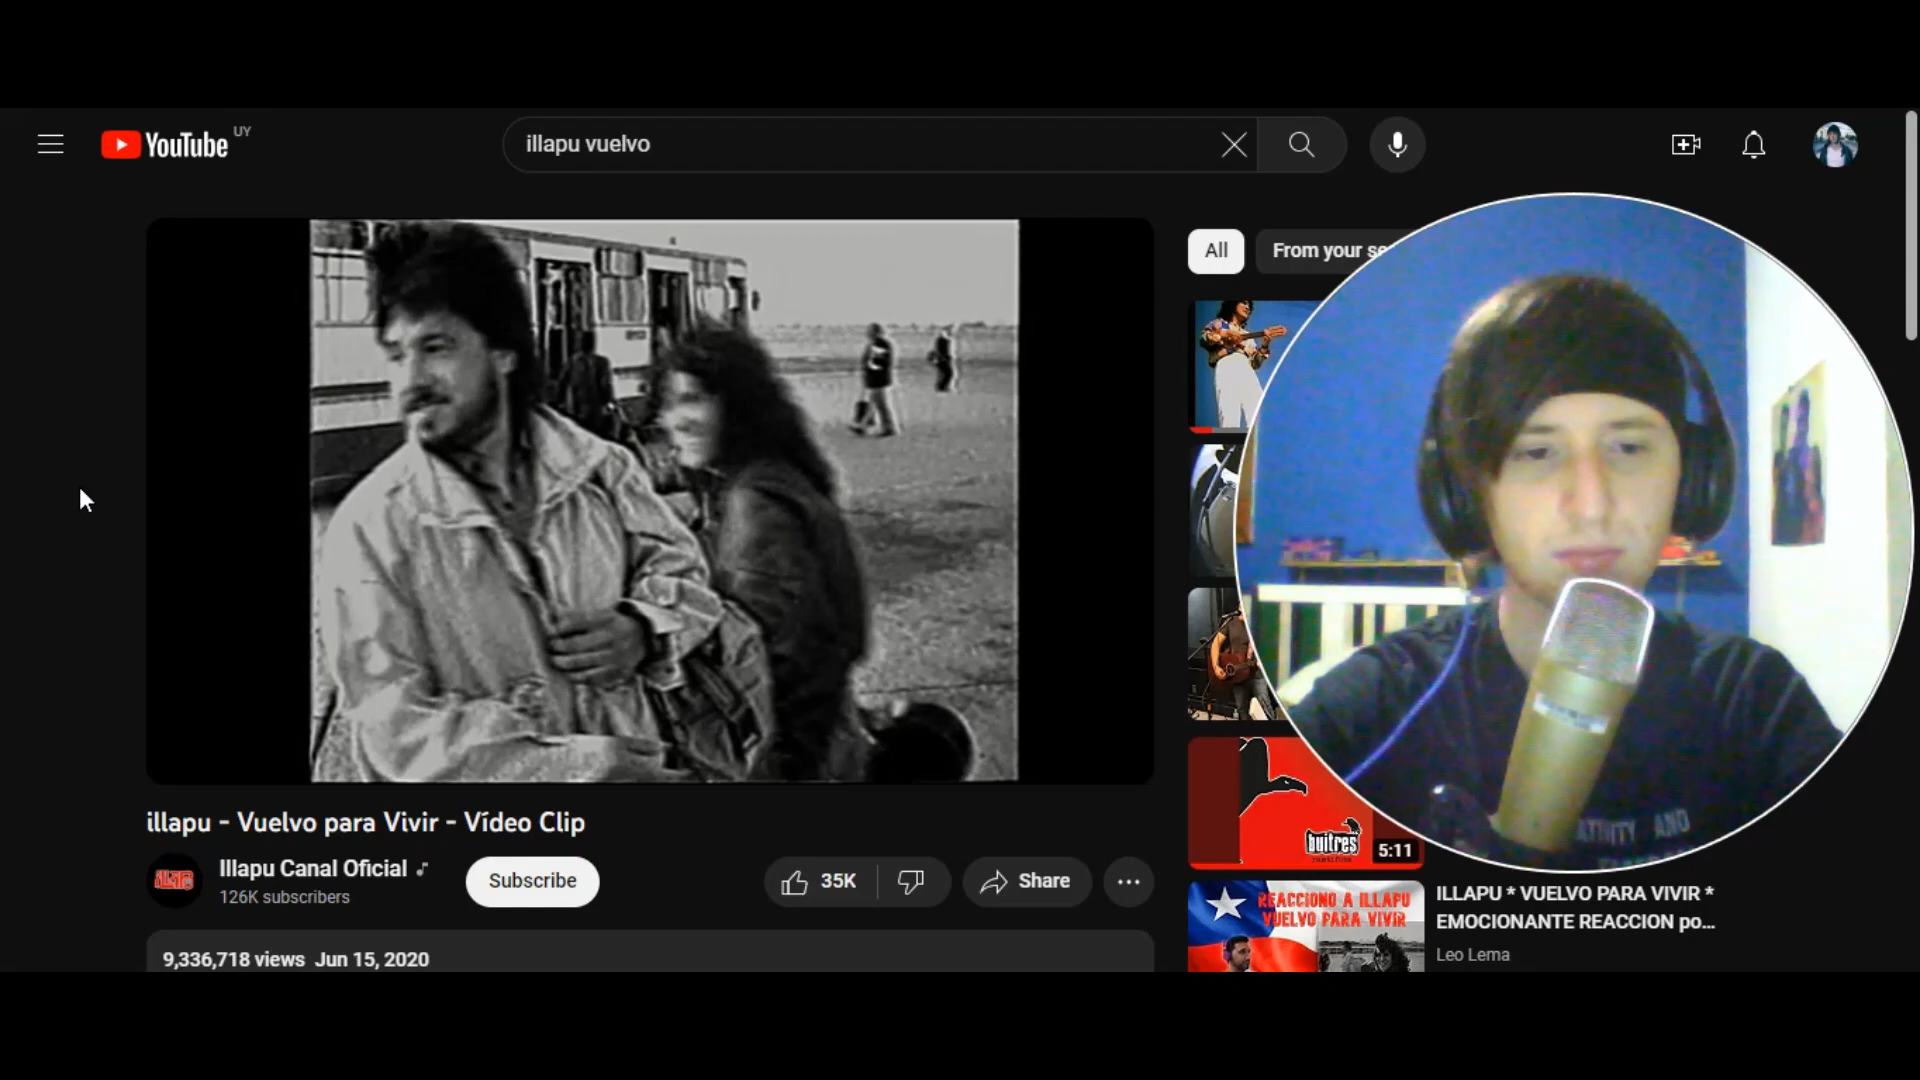 YouTube UY
illapu vuelvo
All
From your se
illapu - Vuelvo para Vivir - Vídeo Clip
Illapu Canal Oficial
126K subscribers
Subscribe
35K
Share
9,336,718 views Jun 15, 2020
buitres
5:11
REACCIONO A ILLAPU
VUELVO PARA VIVIR
ILLAPU * VUELVO PARA VIVIR *
EMOCIONANTE REACCION po...
Leo Lema
AND